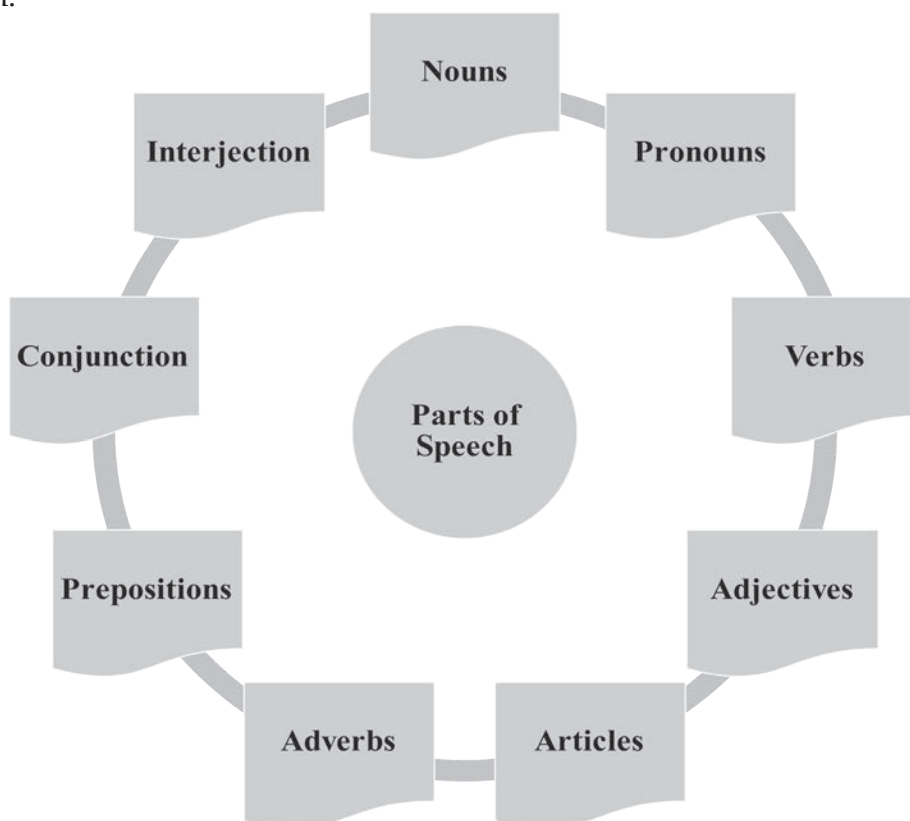 Nouns
Pronouns
Verbs
Adjectives
Articles
Adverbs
Prepositions
Conjunction
Interjection
Parts of
Speech